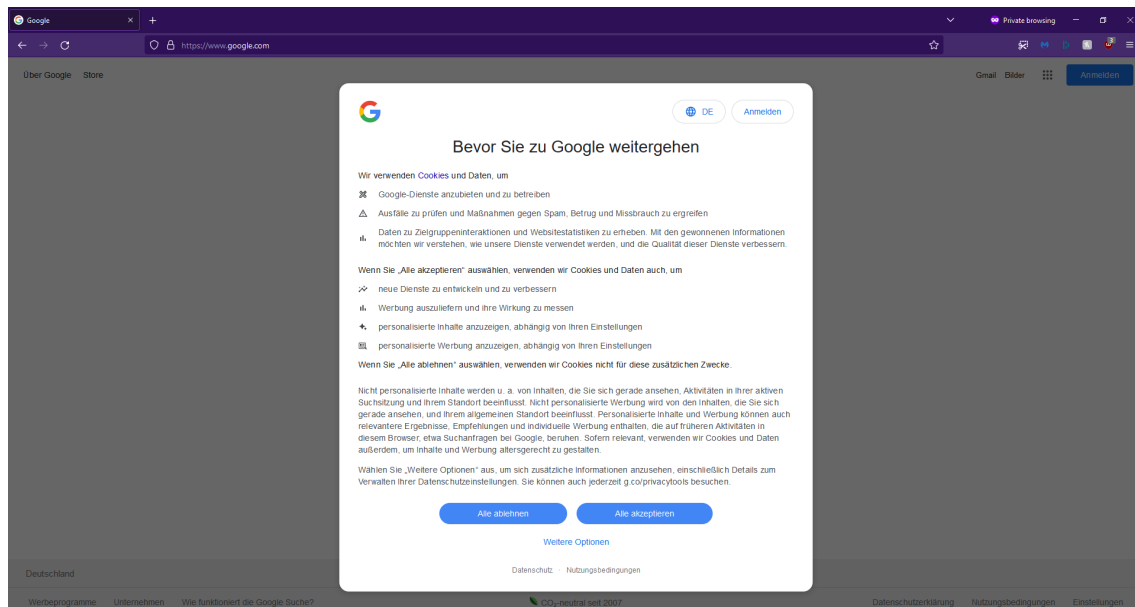 Google
Private browsing
https://www.google.com
3
Über Google Store
Gmail Bilder
Anmelden
DE
Anmelden
Bevor Sie zu Google weitergehen
Wir verwenden Cookies und Daten, um
Google-Dienste anzubieten und zu betreiben
Ausfälle zu prüfen und Maßnahmen gegen Spam, Betrug und Missbrauch zu ergreifen
Daten zu Zielgruppeninteraktionen und Websitestatistiken zu erheben. Mit den gewonnenen Informationen
möchten wir verstehen, wie unsere Dienste verwendet werden, und die Qualität dieser Dienste verbessern.
Wenn Sie „Alle akzeptieren“ auswählen, verwenden wir Cookies und Daten auch, um
neue Dienste zu entwickeln und zu verbessern
Werbung auszuliefern und ihre Wirkung zu messen
personalisierte Inhalte anzuzeigen, abhängig von Ihren Einstellungen
personalisierte Werbung anzuzeigen, abhängig von Ihren Einstellungen
Wenn Sie „Alle ablehnen“ auswählen, verwenden wir Cookies nicht für diese zusätzlichen Zwecke.
Nicht personalisierte Inhalte werden u. a. von Inhalten, die Sie sich gerade ansehen, Aktivitäten in Ihrer aktiven
Suchsitzung und Ihrem Standort beeinflusst. Nicht personalisierte Werbung wird von den Inhalten, die Sie sich
gerade ansehen, und Ihrem allgemeinen Standort beeinflusst. Personalisierte Inhalte und Werbung können auch
relevantere Ergebnisse, Empfehlungen und individuelle Werbung enthalten, die auf früheren Aktivitäten in
diesem Browser, etwa Suchanfragen bei Google, beruhen. Sofern relevant, verwenden wir Cookies und Daten
außerdem, um Inhalte und Werbung altersgerecht zu gestalten.
Wählen Sie „Weitere Optionen“ aus, um sich zusätzliche Informationen anzusehen, einschließlich Details zum
Verwalten Ihrer Datenschutzeinstellungen. Sie können auch jederzeit g.co/privacytools besuchen.
Alle ablehnen
Alle akzeptieren
Weitere Optionen
Datenschutz · Nutzungsbedingungen
Deutschland
Werbeprogramme Unternehmen Wie funktioniert die Google Suche?
CO₂-neutral seit 2007
Datenschutzerklärung Nutzungsbedingungen Einstellungen